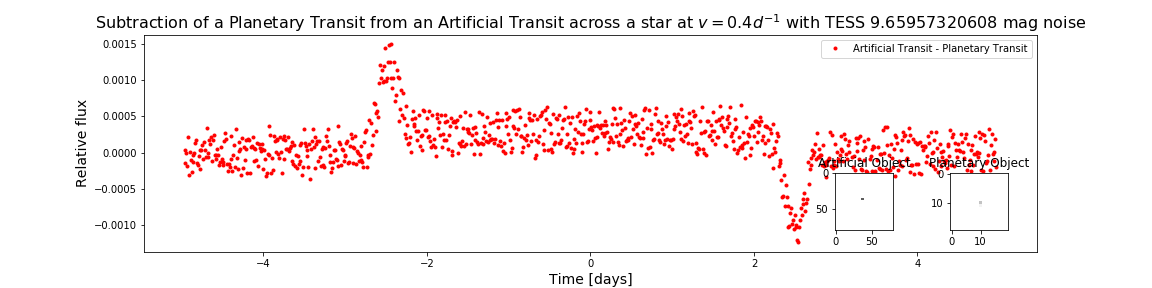 Subtraction of a Planetary Transit from an Artificial Transit across a star at v = 0.4d⁻¹ with TESS 9.65957320608 mag noise
Artificial Transit - Planetary Transit
Relative flux
0.0015
0.0010
0.0005
0.0000
−0.0005
−0.0010
Artificial Object
0
50
0 50
Planetary Object
0
10
0 10
−4 −2 0 2 4
Time [days]